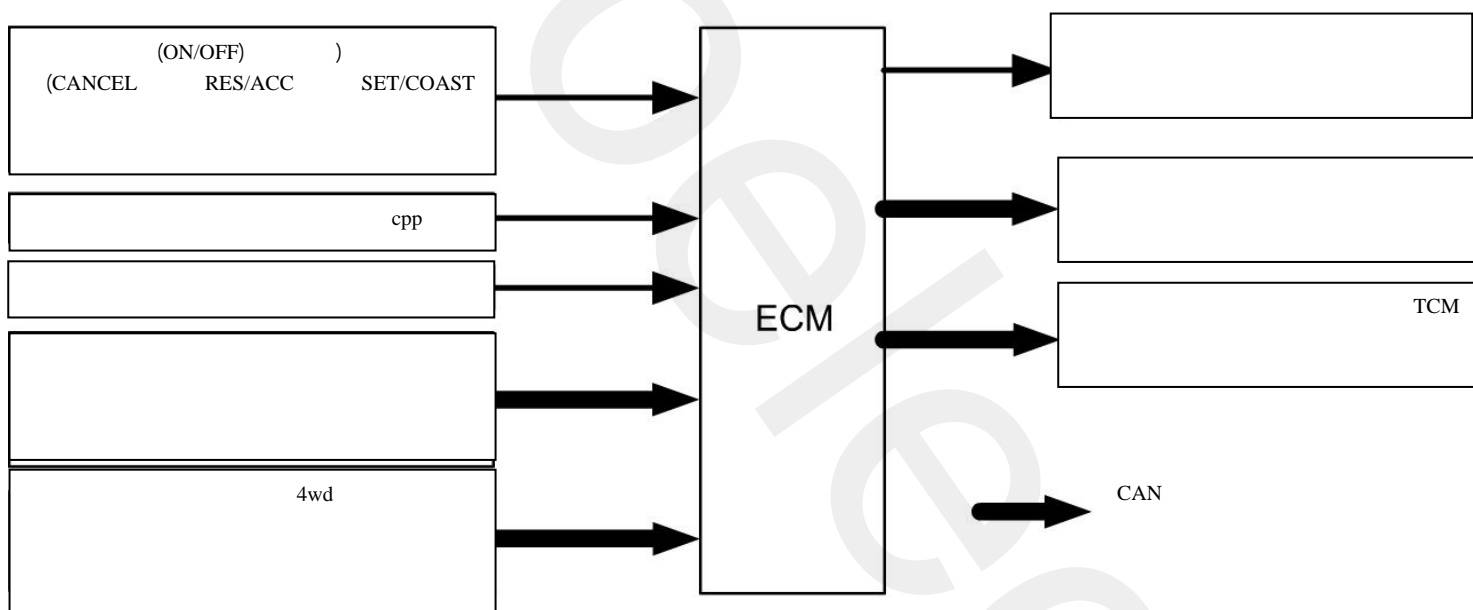 (ON/OFF) )
(CANCEL RES/ACC SET/COAST
cpp
4wd
ECM
TCM
CAN